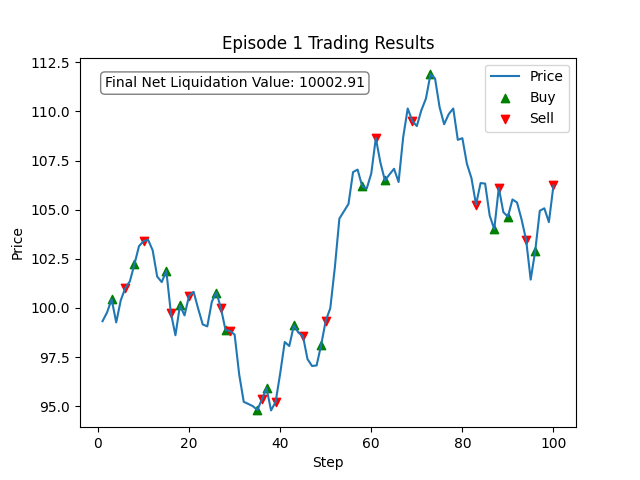 Episode 1 Trading Results
Final Net Liquidation Value: 10002.91
Price
Buy
Sell
112.5
110.0
107.5
105.0
102.5
100.0
97.5
95.0
Price
0
20
40
60
80
100
Step